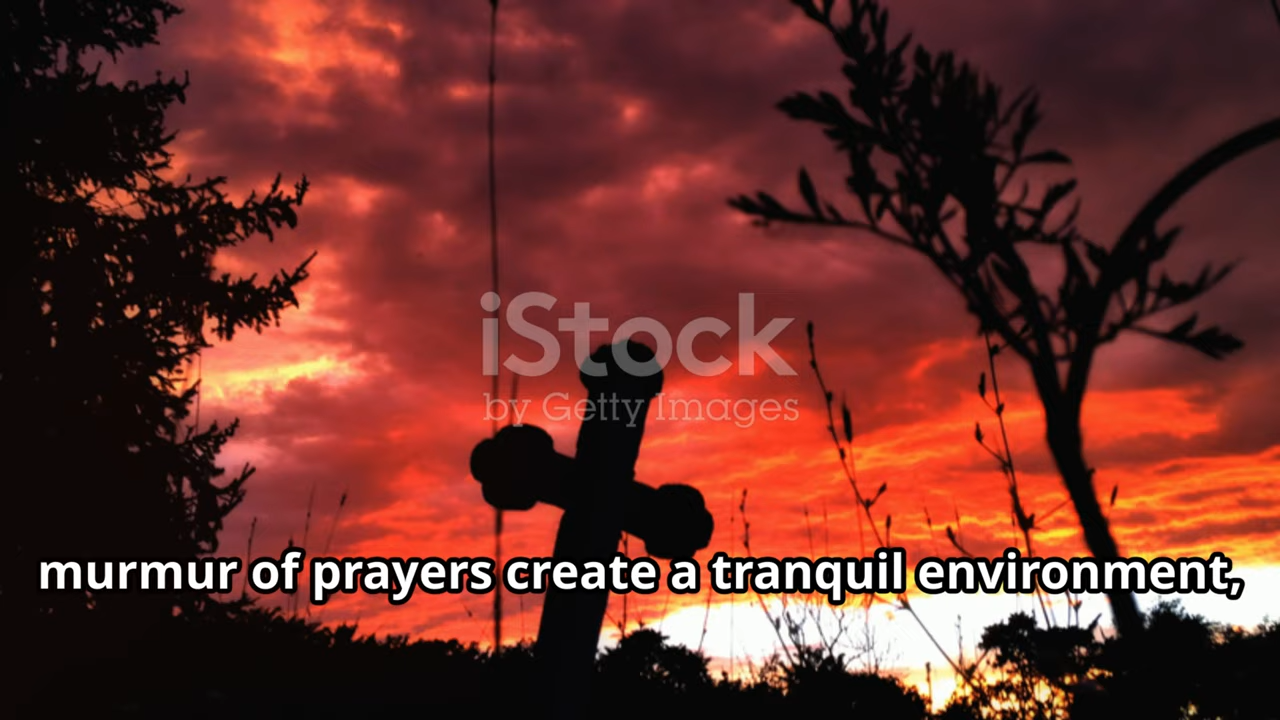 iStock
by Getty Images
murmur of prayers create a tranquil environment,